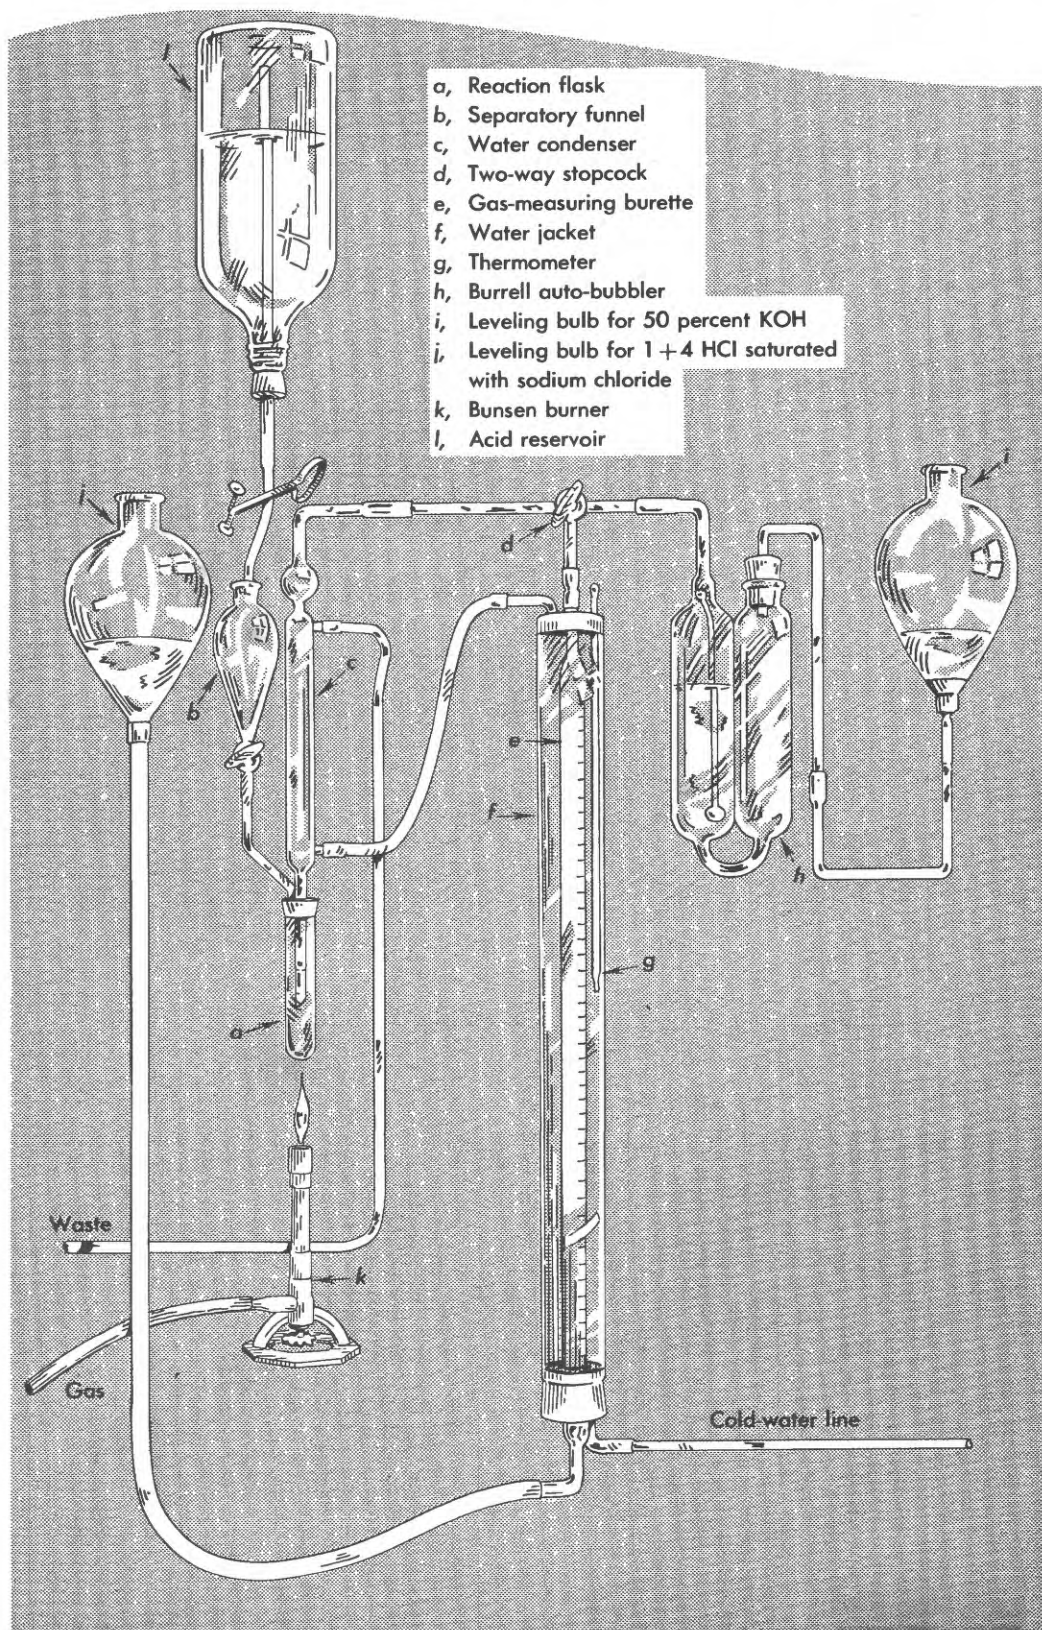 l
a, Reaction flask
b, Separatory funnel
c, Water condenser
d, Two-way stopcock
e, Gas-measuring burette
f, Water jacket
g, Thermometer
h, Burrell auto-bubbler
i, Leveling bulb for 50 percent KOH
j, Leveling bulb for 1+4 HCl saturated
with sodium chloride
k, Bunsen burner
l, Acid reservoir
j
i
d
c
b
e
f
h
g
a
Waste
k
Gas
Cold-water line